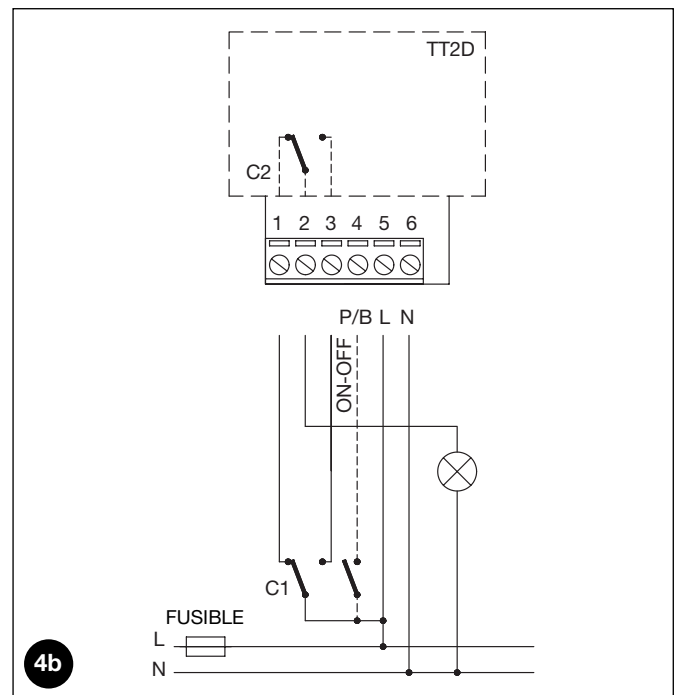 TT2D
C2
1 2 3 4 5 6
P/B L N
ON-OFF
C1
FUSIBLE
L
N
4b